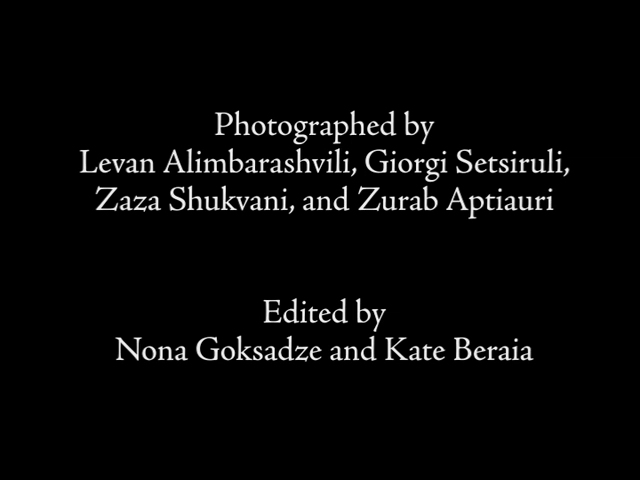 Photographed by
Levan Alimbarashvili, Giorgi Setsiruli,
Zaza Shukvani, and Zurab Aptiauri
Edited by
Nona Goksadze and Kate Beraia